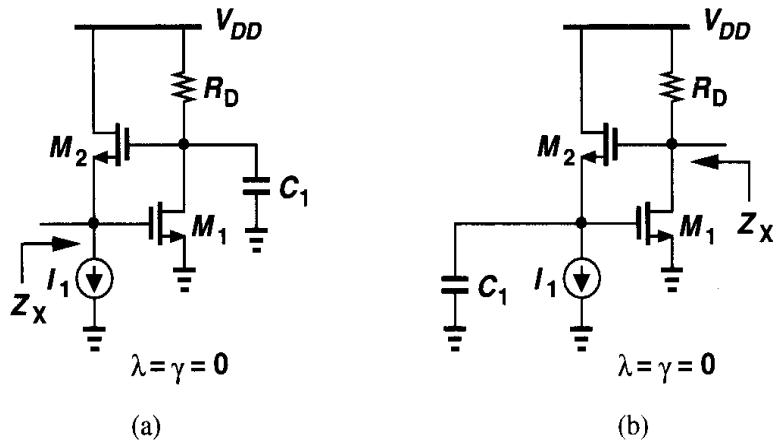 V_DD
R_D
M_2
C_1
M_1
Z_X
I_1
λ = γ = 0
(a)
V_DD
R_D
M_2
M_1
Z_X
C_1
I_1
λ = γ = 0
(b)